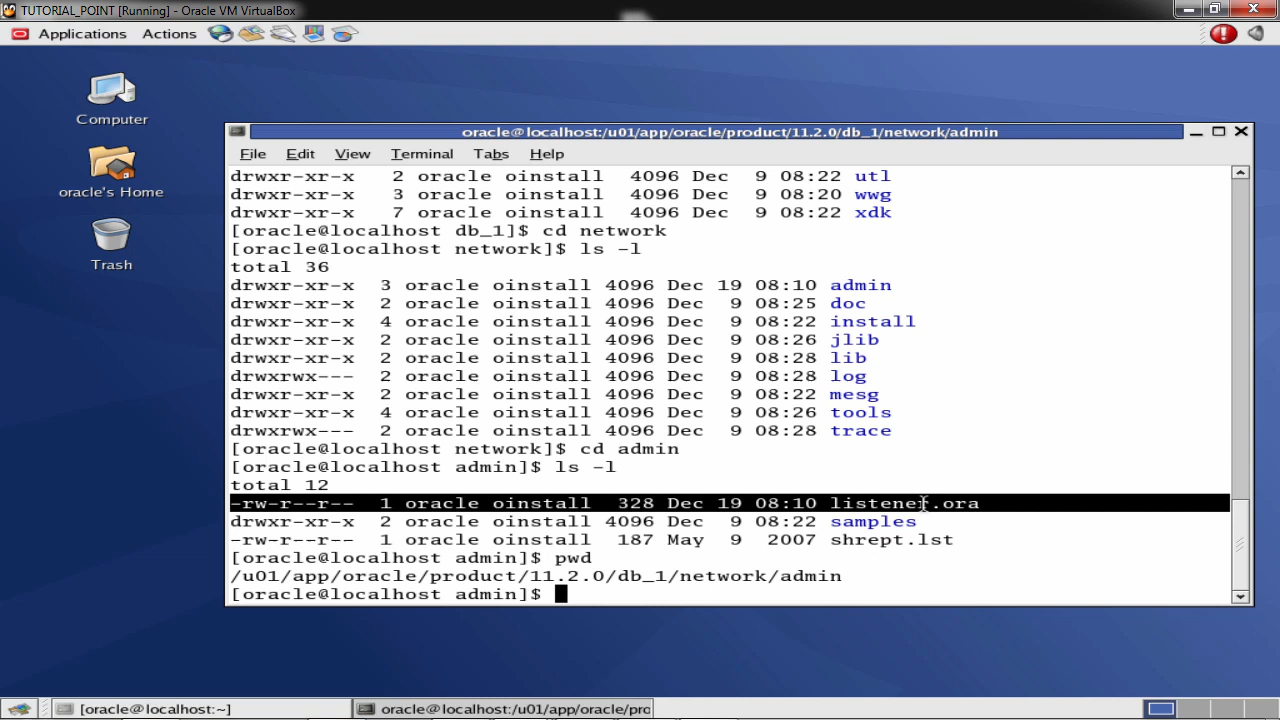 TUTORIAL_POINT [Running] - Oracle VM VirtualBox
Applications Actions
Computer
oracle's Home
Trash
oracle@localhost:/u01/app/oracle/product/11.2.0/db_1/network/admin
File Edit View Terminal Tabs Help
drwxr-xr-x 2 oracle oinstall 4096 Dec 9 08:22 utl
drwxr-xr-x 3 oracle oinstall 4096 Dec 9 08:20 wwg
drwxr-xr-x 7 oracle oinstall 4096 Dec 9 08:22 xdk
[oracle@localhost db_1]$ cd network
[oracle@localhost network]$ ls -l
total 36
drwxr-xr-x 3 oracle oinstall 4096 Dec 19 08:10 admin
drwxr-xr-x 2 oracle oinstall 4096 Dec 9 08:25 doc
drwxr-xr-x 4 oracle oinstall 4096 Dec 9 08:22 install
drwxr-xr-x 2 oracle oinstall 4096 Dec 9 08:26 jlib
drwxr-xr-x 2 oracle oinstall 4096 Dec 9 08:28 lib
drwxrwx--- 2 oracle oinstall 4096 Dec 9 08:28 log
drwxr-xr-x 2 oracle oinstall 4096 Dec 9 08:22 mesg
drwxr-xr-x 4 oracle oinstall 4096 Dec 9 08:26 tools
drwxrwx--- 2 oracle oinstall 4096 Dec 9 08:28 trace
[oracle@localhost network]$ cd admin
[oracle@localhost admin]$ ls -l
total 12
-rw-r--r-- 1 oracle oinstall 328 Dec 19 08:10 listener.ora
drwxr-xr-x 2 oracle oinstall 4096 Dec 9 08:22 samples
-rw-r--r-- 1 oracle oinstall 187 May 9 2007 shrept.lst
[oracle@localhost admin]$ pwd
/u01/app/oracle/product/11.2.0/db_1/network/admin
[oracle@localhost admin]$
[oracle@localhost:~] oracle@localhost:/u01/app/oracle/pro